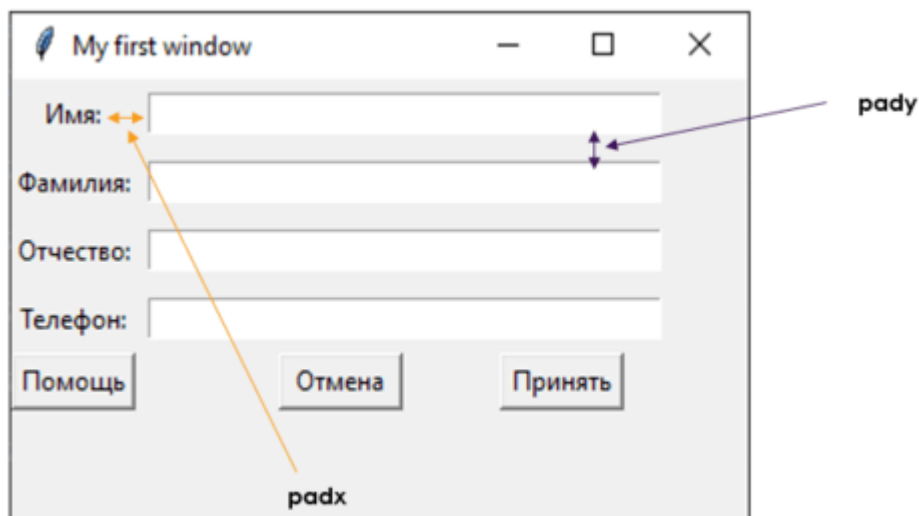 My first window
Имя:
pady
Фамилия:
Отчество:
Телефон:
Помощь Отмена Принять
padx